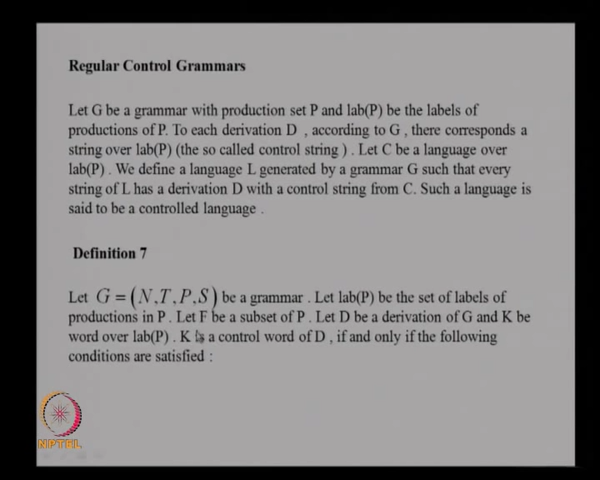 Regular Control Grammars
Let G be a grammar with production set P and lab(P) be the labels of
productions of P. To each derivation D , according to G , there corresponds a
string over lab(P) (the so called control string ) . Let C be a language over
lab(P) . We define a language L generated by a grammar G such that every
string of L has a derivation D with a control string from C. Such a language is
said to be a controlled language .
Definition 7
Let G = (N,T,P,S) be a grammar . Let lab(P) be the set of labels of
productions in P . Let F be a subset of P . Let D be a derivation of G and K be
word over lab(P) . K is a control word of D , if and only if the following
conditions are satisfied :
NPTEL